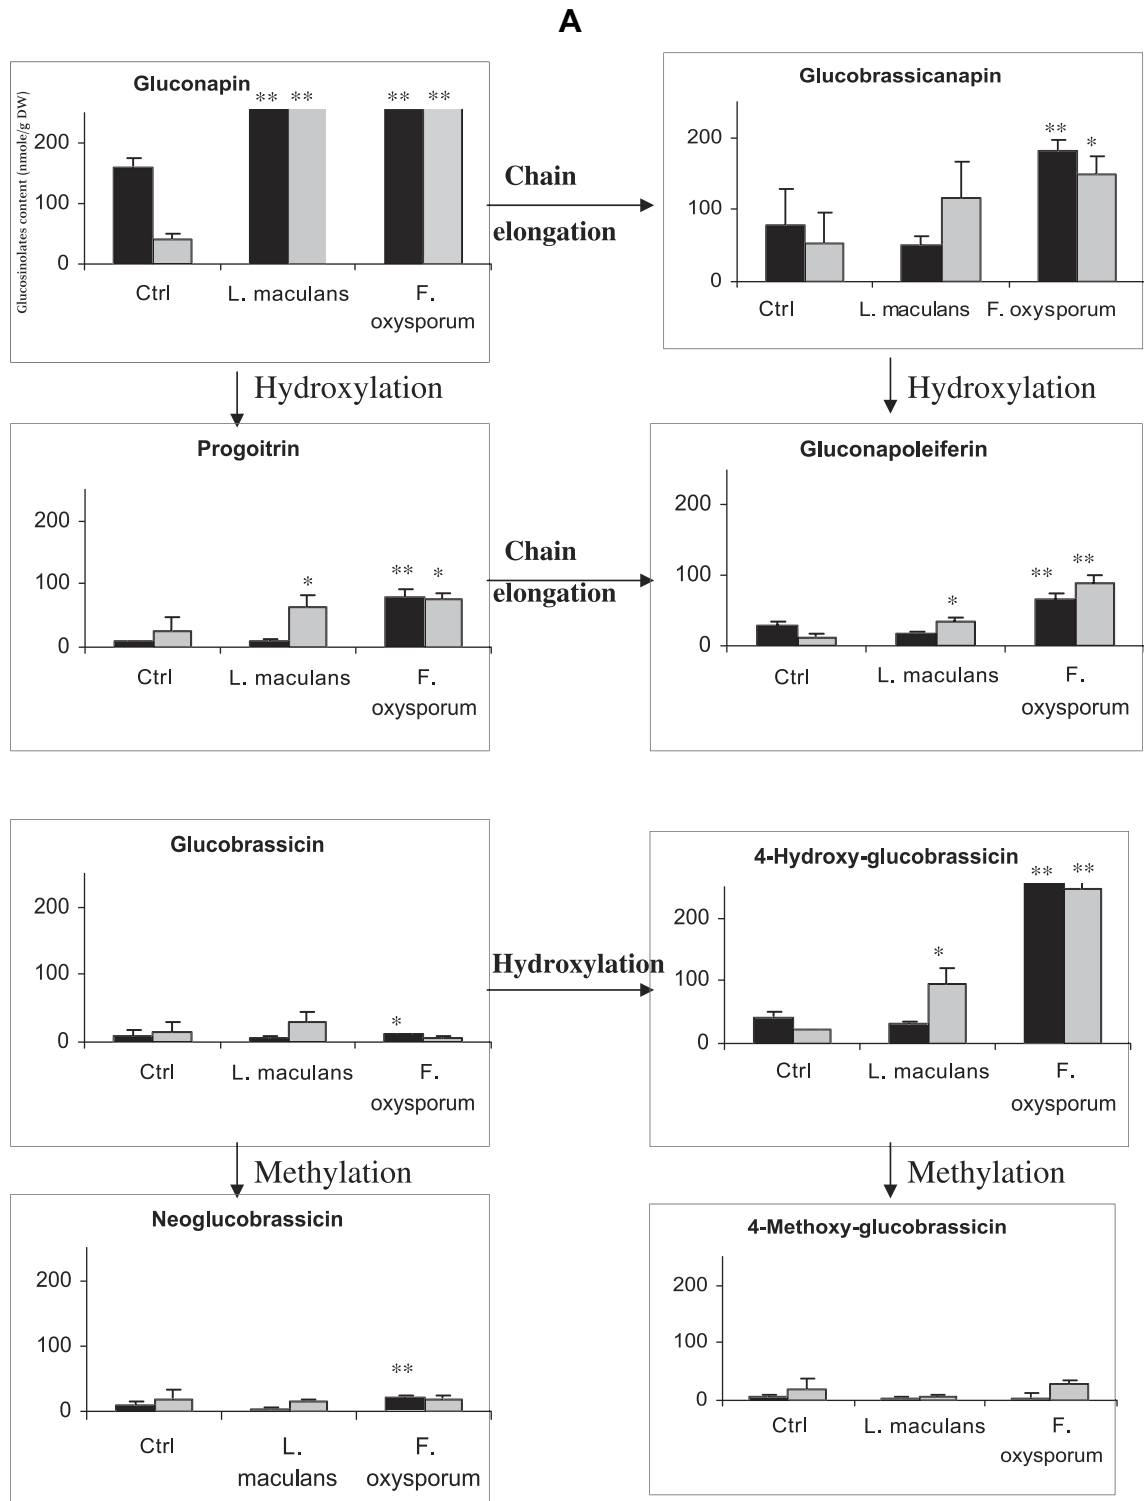 A
Gluconapin
Glucosinolates content (nmole/g DW)
** ** ** **
200
100
0
Ctrl L. maculans F.
oxysporum
Chain
elongation
Glucobrassicanapin
** *
200
100
0
Ctrl L. maculans F. oxysporum
Hydroxylation
Hydroxylation
Progoitrin
200
* ** *
100
0
Ctrl L. maculans F.
oxysporum
Chain
elongation
Gluconapoleiferin
200
* ** **
100
0
Ctrl L. maculans F.
oxysporum
Glucobrassicin
200
100
*
0
Ctrl L. maculans F.
oxysporum
Hydroxylation
4-Hydroxy-glucobrassicin
** **
200
*
100
0
Ctrl L. maculans F.
oxysporum
Methylation
Methylation
Neoglucobrassicin
200
100
**
0
Ctrl L. F.
maculans oxysporum
4-Methoxy-glucobrassicin
200
100
0
Ctrl L. maculans F.
oxysporum